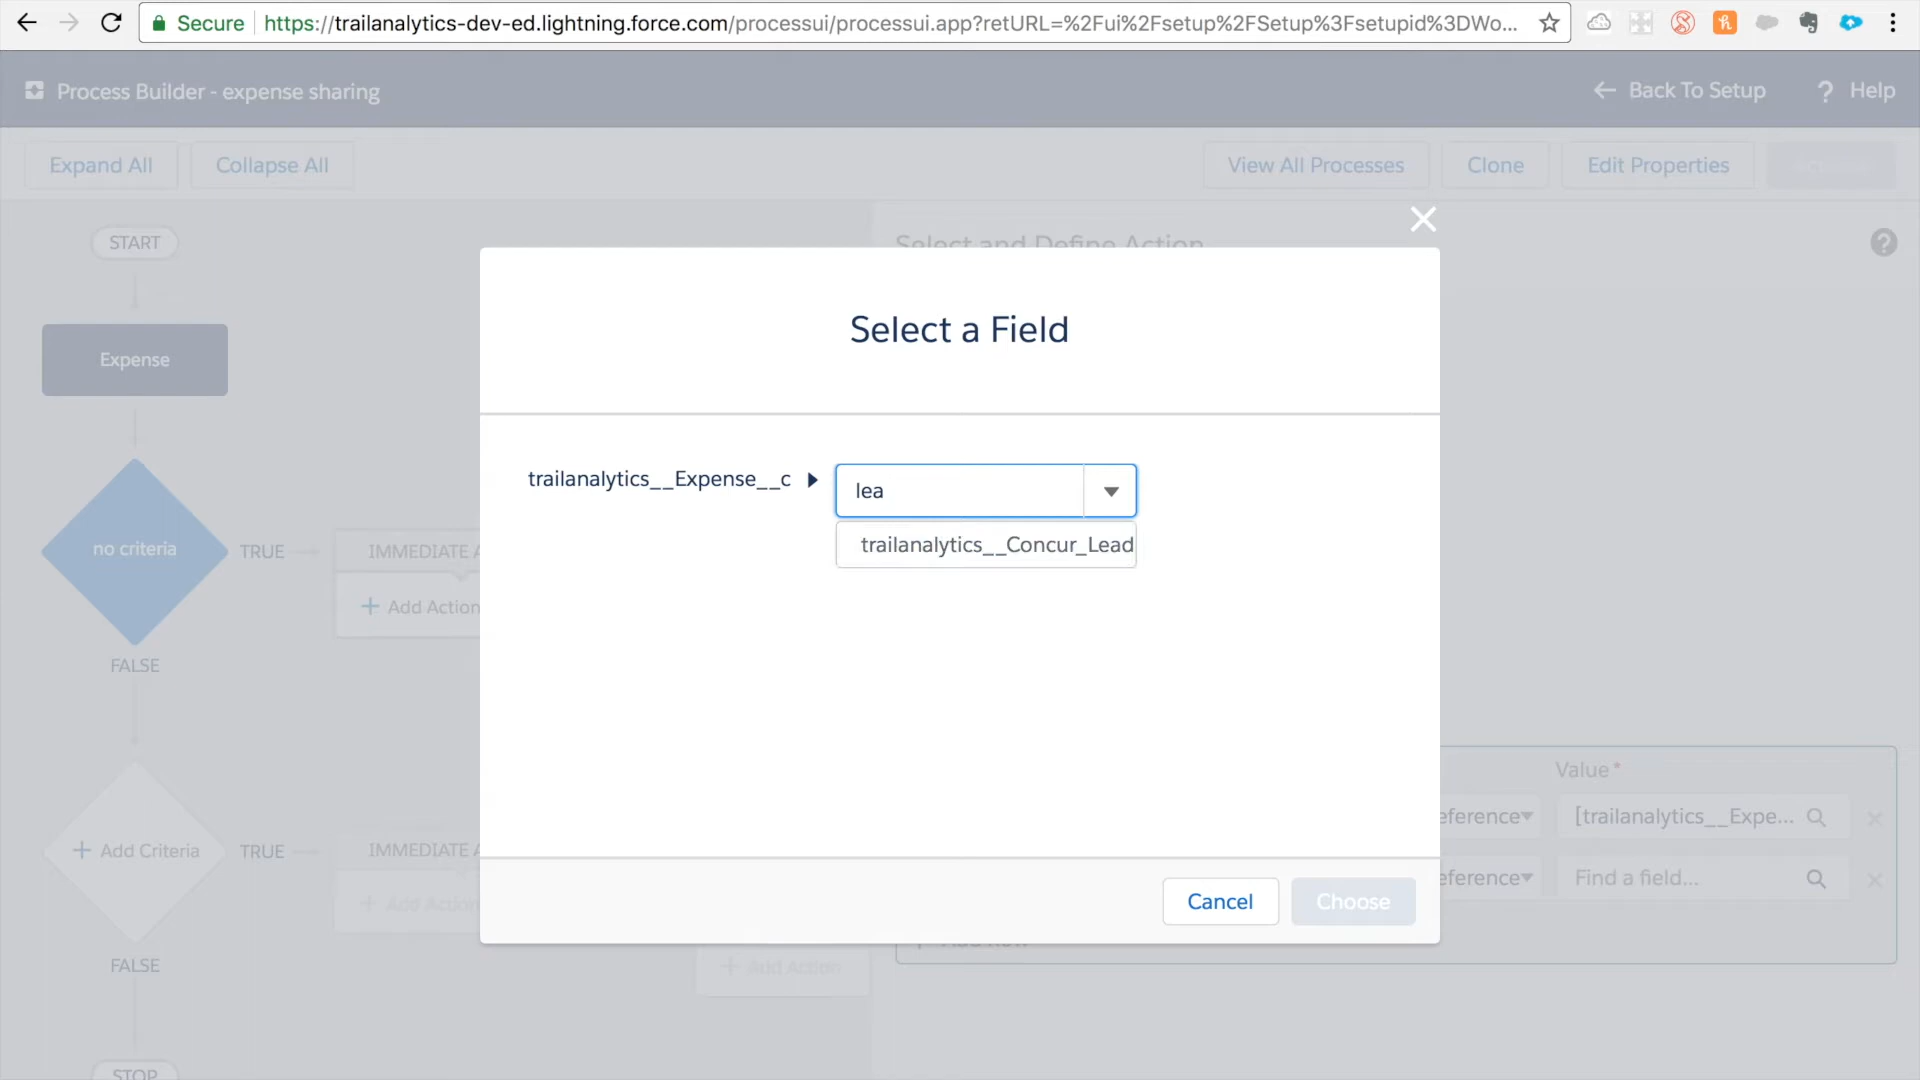 Secure https://trailanalytics-dev-ed.lightning.force.com/processui/processui.app?retURL=%2Fui%2Fsetup%2FSetup%3Fsetupid%3DWo...
Process Builder - expense sharing
Back To Setup
? Help
Expand All
Collapse All
View All Processes
Clone
Edit Properties
START
Select and Define Action
?
Select a Field
Expense
trailanalytics__Expense__c
lea
trailanalytics__Concur_Lead
no criteria
TRUE
IMMEDIATE A
+ Add Action
FALSE
Value *
eference
[trailanalytics__Expe...
+ Add Criteria
TRUE
IMMEDIATE A
eference
Find a field...
+ Add Action
Cancel
Choose
+ Add Row
FALSE
+ Add Action
STOP